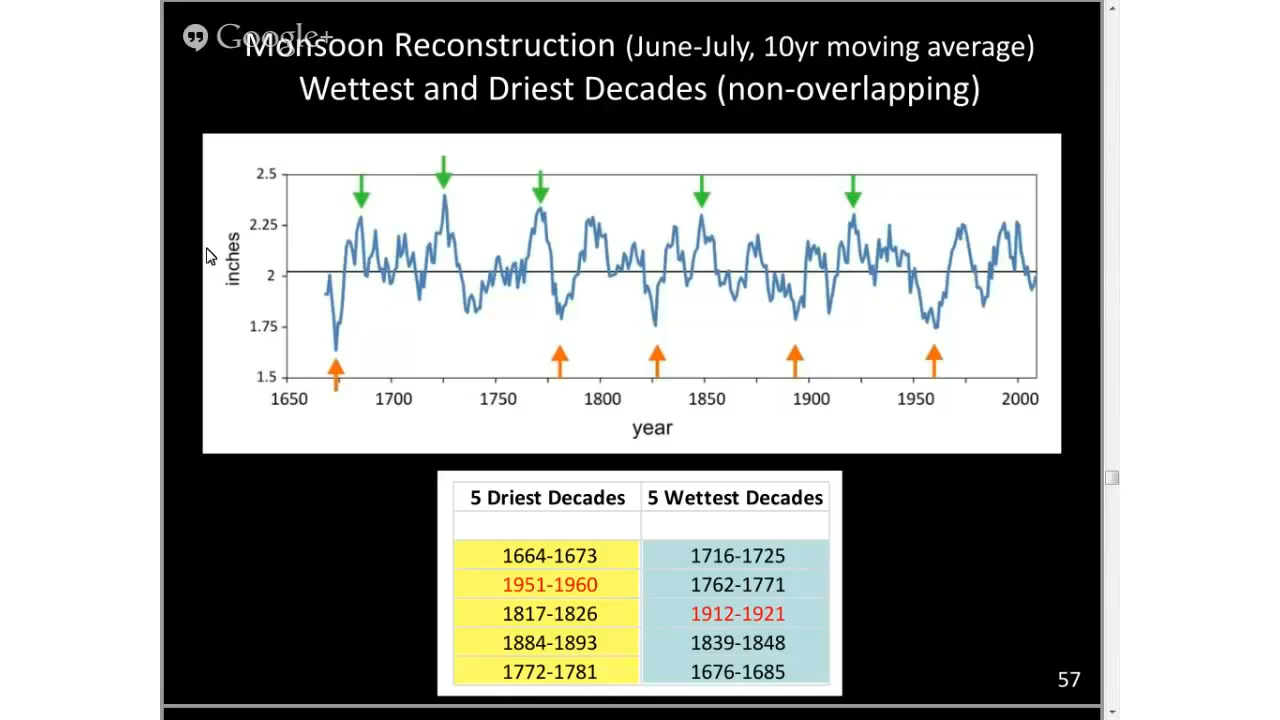 Google+
Monsoon Reconstruction (June-July, 10yr moving average)
Wettest and Driest Decades (non-overlapping)
2.5
2.25
2
1.75
1.5
inches
1650 1700 1750 1800 1850 1900 1950 2000
year
5 Driest Decades 5 Wettest Decades
1664-1673 1716-1725
1951-1960 1762-1771
1817-1826 1912-1921
1884-1893 1839-1848
1772-1781 1676-1685
57